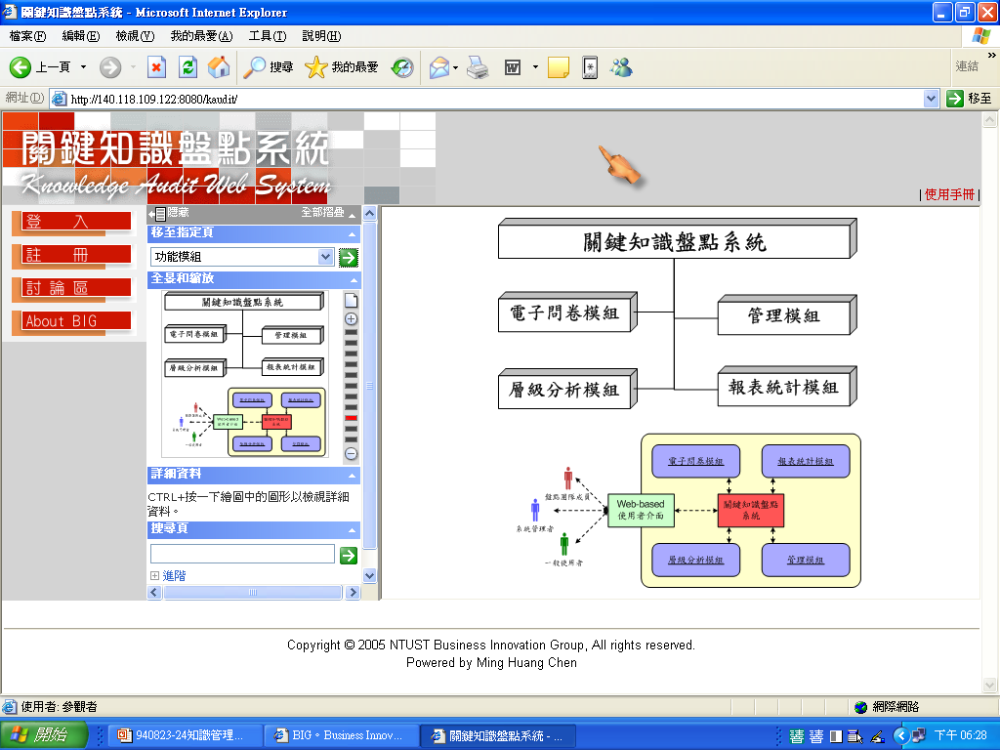 關鍵知識盤點系統 - Microsoft Internet Explorer
檔案(F) 編輯(E) 檢視(V) 我的最愛(A) 工具(T) 說明(H)
上一頁 搜尋 我的最愛 連結
網址(D) http://140.118.109.122:8080/kaudit/ 移至
關鍵知識盤點系統
Knowledge Audit Web System
| 使用手冊 |
登 入
註 冊
討 論 區
About BIG
隱藏 全部摺疊
移至指定頁
功能模組
全景和縮放
關鍵知識盤點系統
電子問卷模組 管理模組
層級分析模組 報表統計模組
Web-based
使用者介面
詳細資料
CTRL+按一下繪圖中的圖形以檢視詳細
資料。
搜尋頁
進階
關鍵知識盤點系統
電子問卷模組 管理模組
層級分析模組 報表統計模組
電子問卷模組 報表統計模組
盤點團隊成員
Web-based
使用者介面
關鍵知識盤點
系統
系統管理者
一般使用者
層級分析模組 管理模組
Copyright © 2005 NTUST Business Innovation Group, All rights reserved.
Powered by Ming Huang Chen
使用者: 參觀者 網際網路
開始 940823-24知識管理... BIG。Business Innov... 關鍵知識盤點系統 - ... 下午 06:28